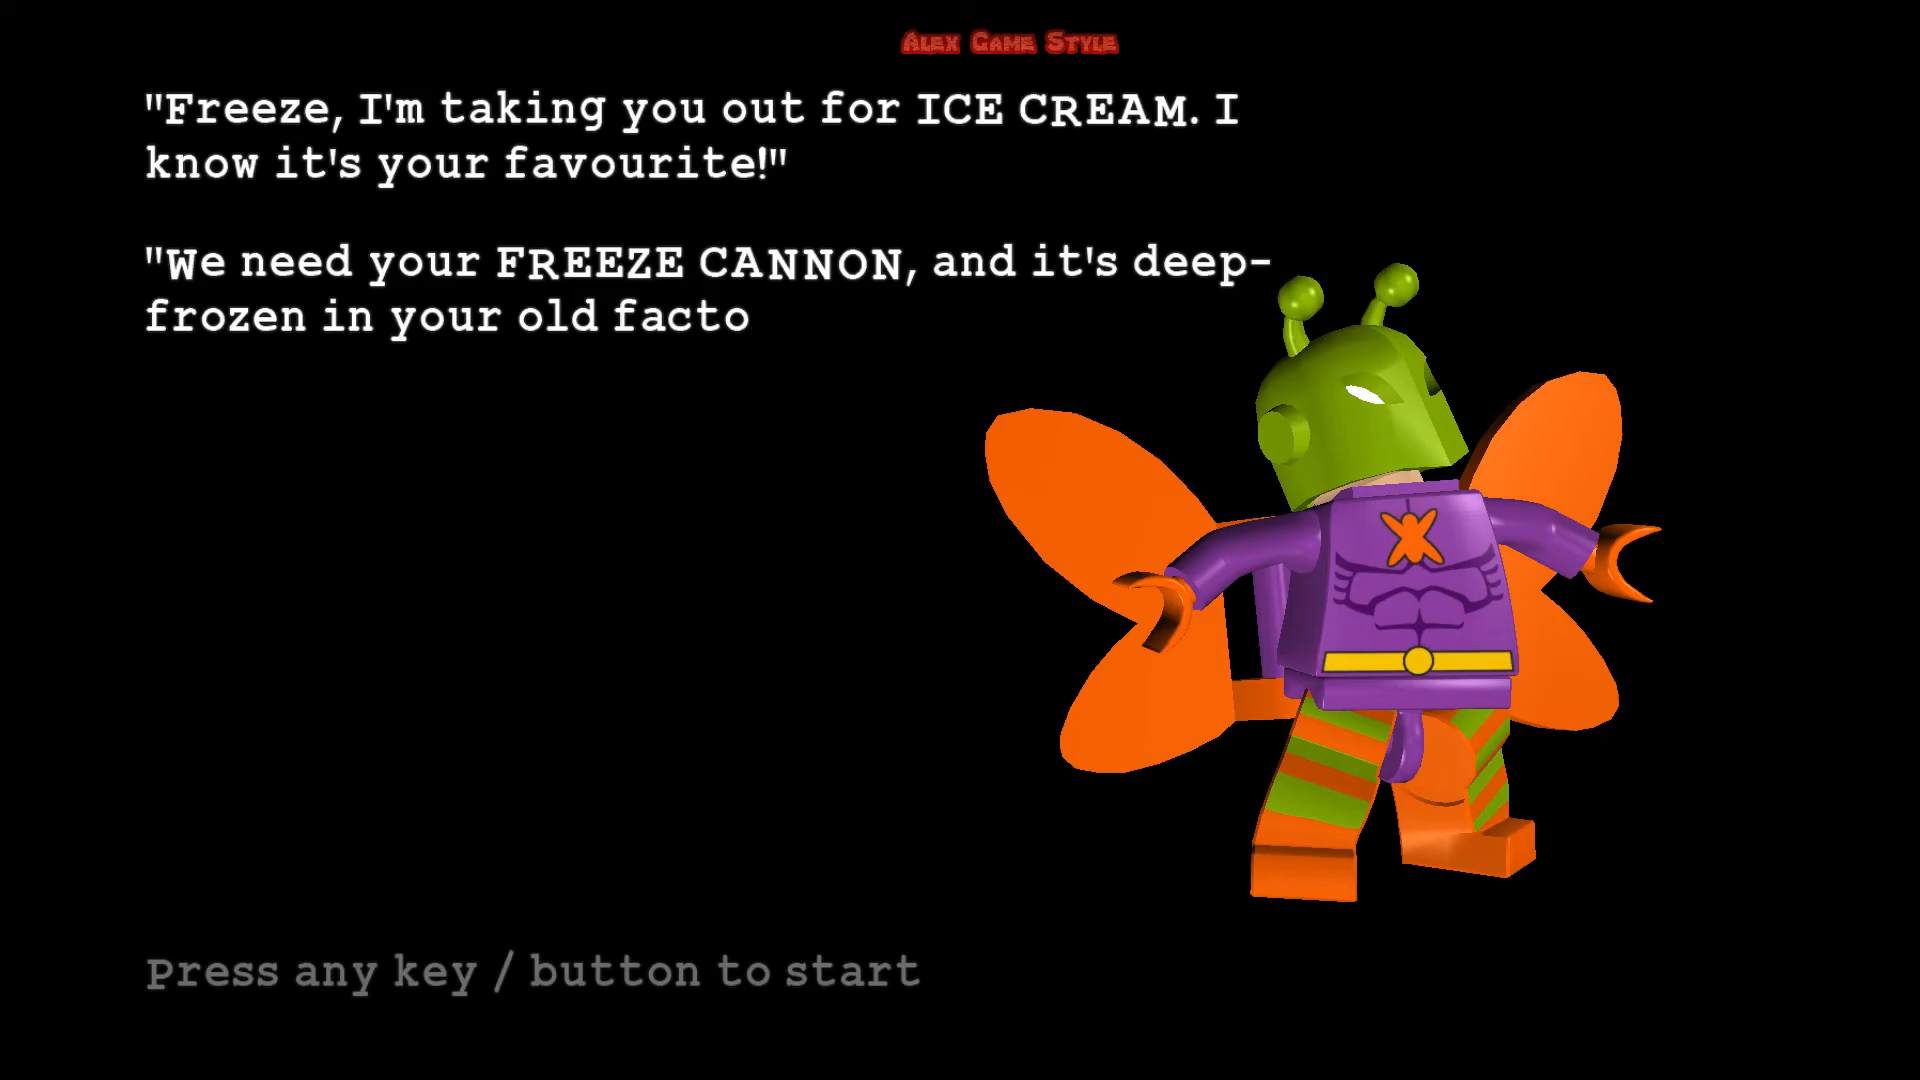 Alex Game Style
"Freeze, I'm taking you out for ICE CREAM. I
know it's your favourite!"
"We need your FREEZE CANNON, and it's deep-
frozen in your old facto
Press any key / button to start